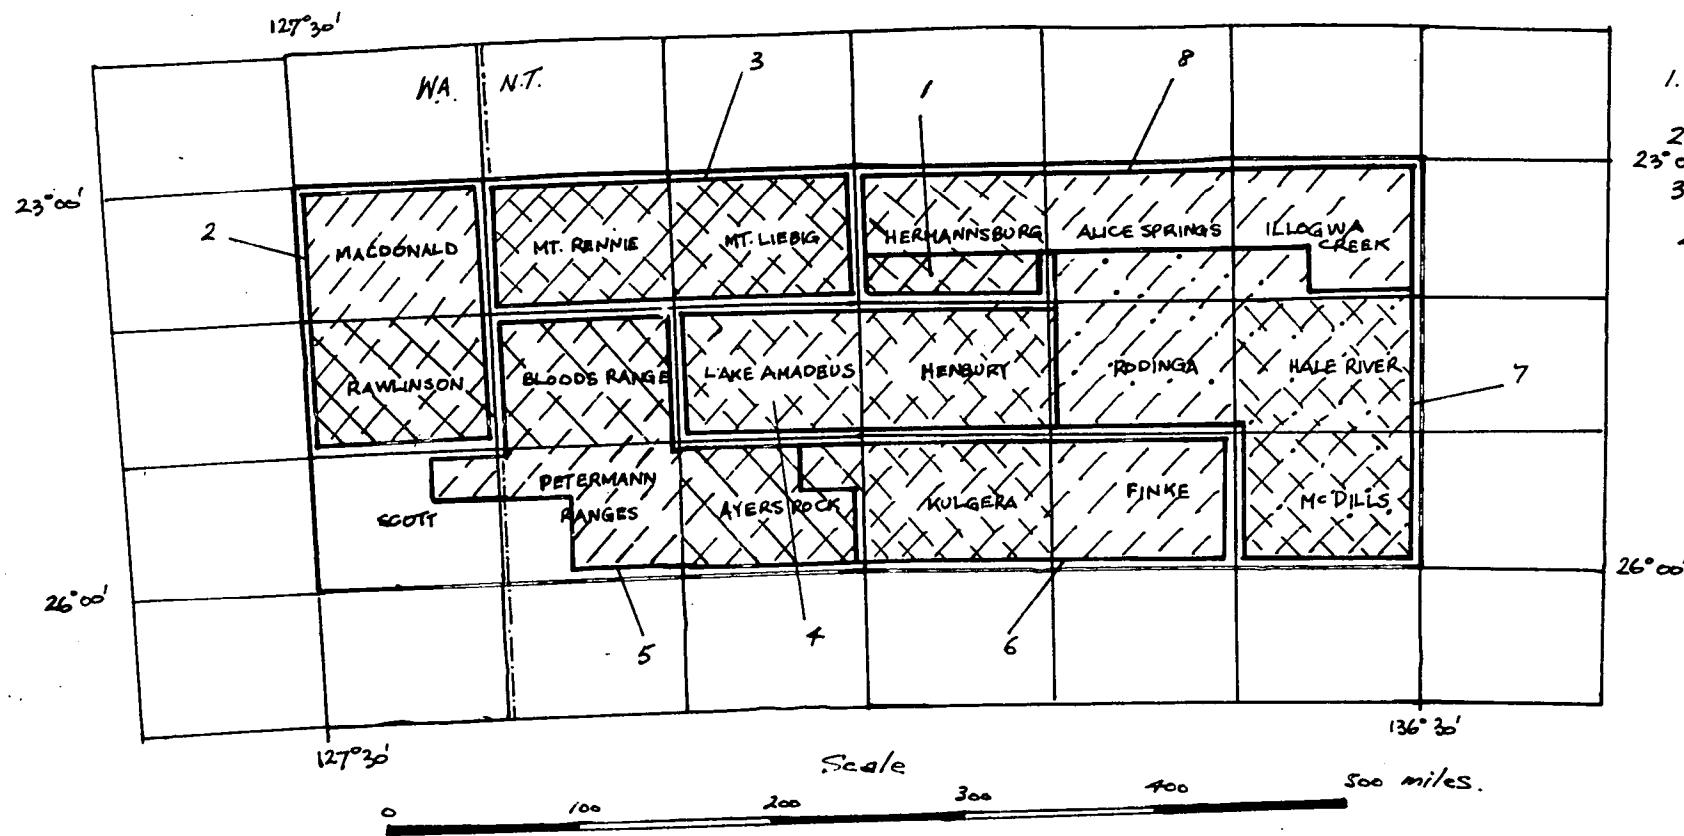 127°30'
W.A. N.T.
3
1
8
1.
2
23°0
3
23°00'
2
MACDONALD
MT. RENNIE
MT. LIEBIG
HERMANNSBURG
ALICE SPRINGS
ILLOGWA
CREEK
RAWLINSON
BLOODS RANGE
LAKE AMADEUS
HENBURY
RODINGA
HALE RIVER
7
SCOTT
PETERMANN
RANGES
AYERS ROCK
KULGERA
FINKE
McDILLS
26°00'
26°00'
5
4
6
127°30'
136°30'
Scale
0 100 200 300 400 500 miles.